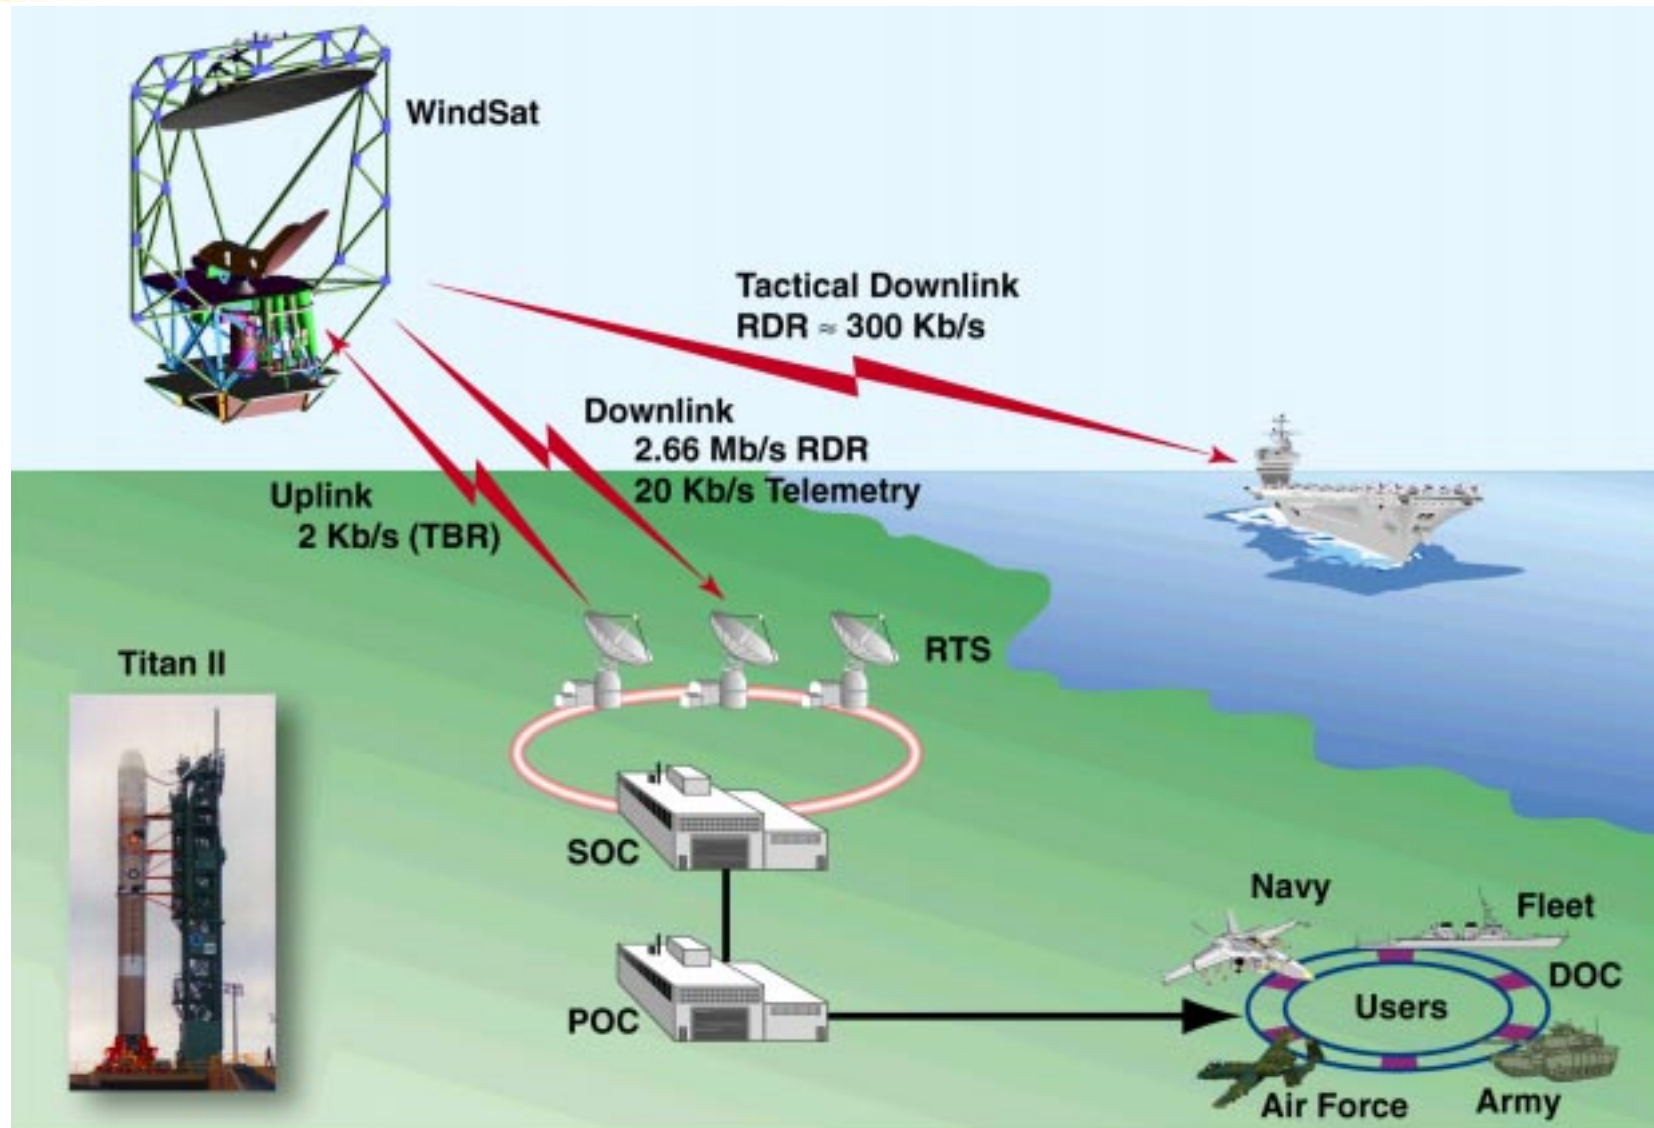 WindSat
Tactical Downlink
RDR ≈ 300 Kb/s
Downlink
2.66 Mb/s RDR
20 Kb/s Telemetry
Uplink
2 Kb/s (TBR)
RTS
Titan II
SOC
Navy
Fleet
DOC
Users
POC
Air Force
Army